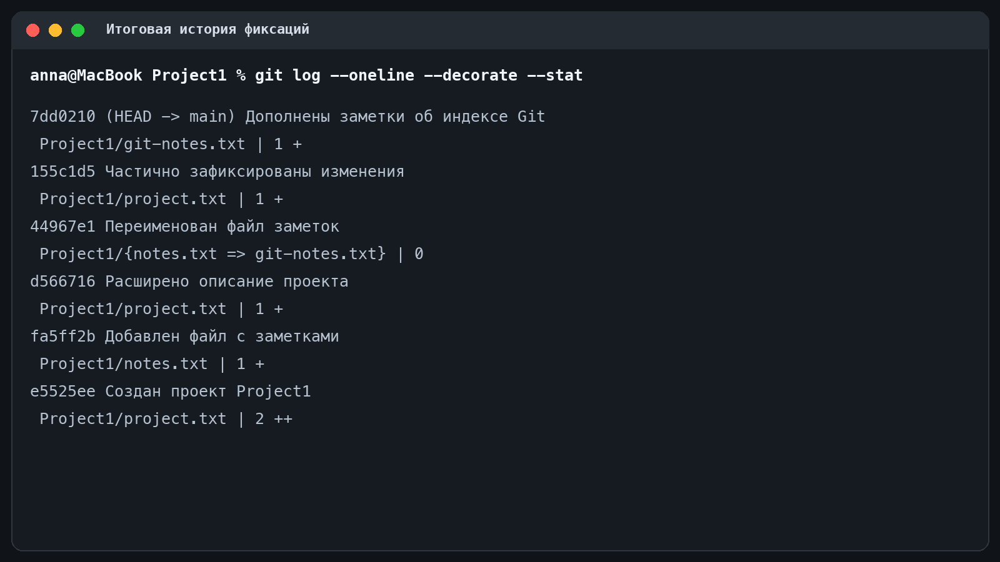 Итоговая история фиксаций
anna@MacBook Project1 % git log --oneline --decorate --stat
7dd0210 (HEAD -> main) Дополнены заметки об индексе Git
 Project1/git-notes.txt | 1 +
155c1d5 Частично зафиксированы изменения
 Project1/project.txt | 1 +
44967e1 Переименован файл заметок
 Project1/{notes.txt => git-notes.txt} | 0
d566716 Расширено описание проекта
 Project1/project.txt | 1 +
fa5ff2b Добавлен файл с заметками
 Project1/notes.txt | 1 +
e5525ee Создан проект Project1
 Project1/project.txt | 2 ++